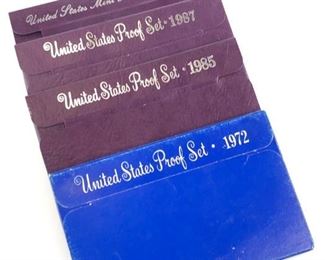 United States Mint
United States Proof Set • 1987
United States Proof Set • 1985
United States Proof Set • 1972